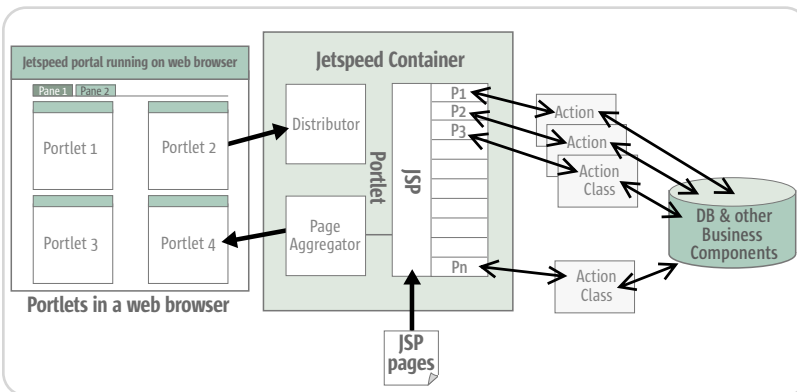 Jetspeed portal running on web browser
Pane 1
Pane 2
Portlet 1
Portlet 2
Portlet 3
Portlet 4
Portlets in a web browser
Jetspeed Container
Distributor
Page
Aggregator
Portlet
JSP
P1
P2
P3
Pn
JSP
pages
Action
Action
Action
Class
Action
Class
DB & other
Business
Components